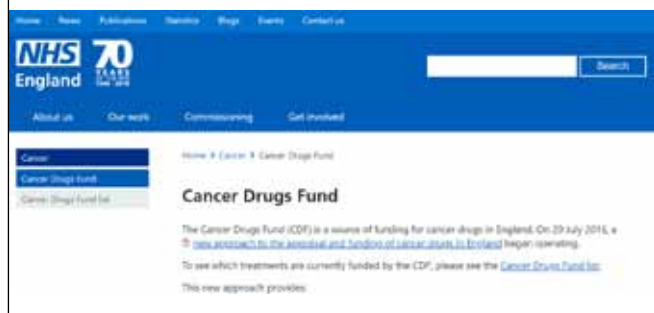 Home News Publications Statistics Blogs Events Contact us
NHS 70
England YEARS
Search
About us Our work Commissioning Get involved
Cancer
Home Cancer Cancer Drugs Fund
Cancer Drugs Fund
Cancer Drugs Fund list
Cancer Drugs Fund
The Cancer Drugs Fund (CDF) is a source of funding for cancer drugs in England. On 29 July 2016, a
new approach to the appraisal and funding of cancer drugs in England began operating.
To see which treatments are currently funded by the CDF, please see the Cancer Drugs Fund list.
This new approach provides: